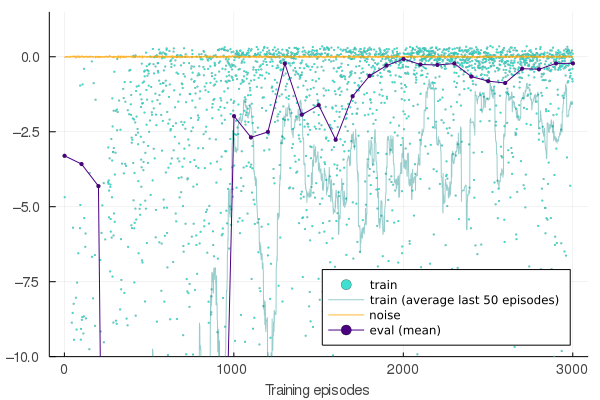 0.0
−2.5
−5.0
−7.5
−10.0
0
1000
2000
3000
Training episodes
train
train (average last 50 episodes)
noise
eval (mean)